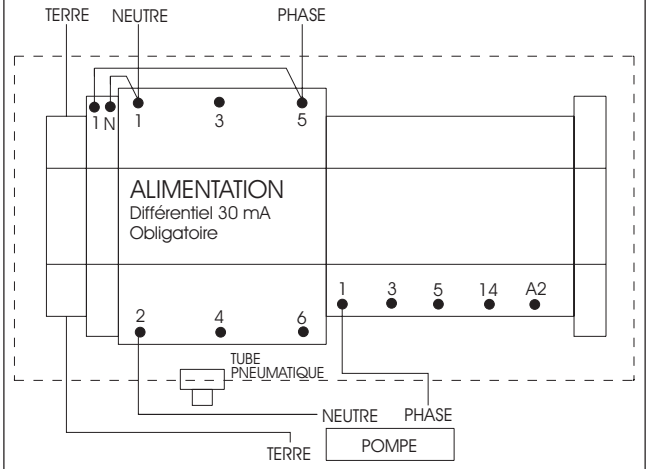 TERRE NEUTRE PHASE
1 N 1 3 5
ALIMENTATION
Différentiel 30 mA
Obligatoire
1 3 5 14 A2
2 4 6
TUBE
PNEUMATIQUE
NEUTRE PHASE
TERRE POMPE